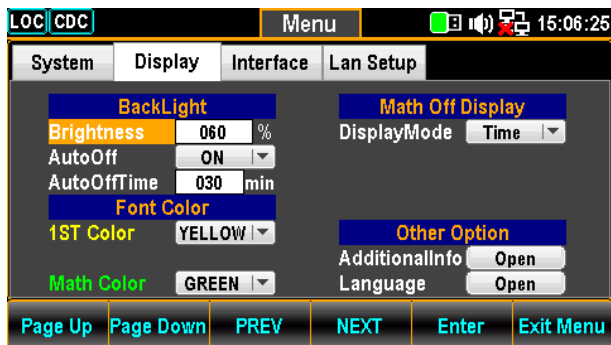 LOC CDC Menu 15:06:25
System Display Interface Lan Setup
BackLight
Brightness 060 %
AutoOff ON
AutoOffTime 030 min
Font Color
1ST Color YELLOW
Math Color GREEN
Math Off Display
DisplayMode Time
Other Option
AdditionalInfo Open
Language Open
Page Up Page Down PREV NEXT Enter Exit Menu